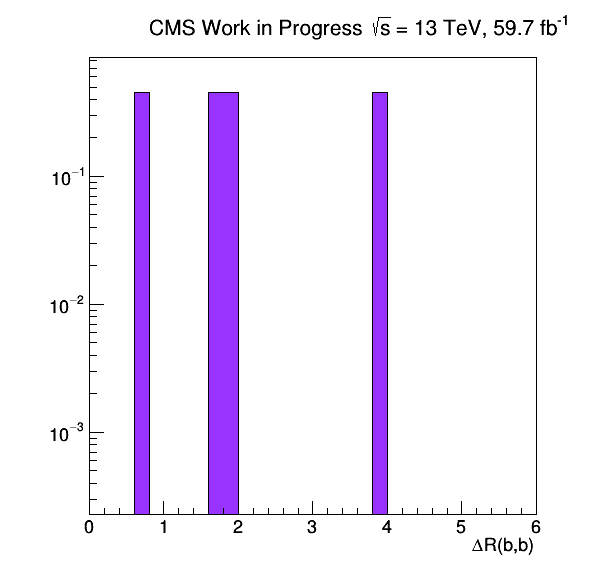 CMS Work in Progress √s = 13 TeV, 59.7 fb⁻¹
10⁻¹
10⁻²
10⁻³
0 1 2 3 4 5 6
ΔR(b,b)